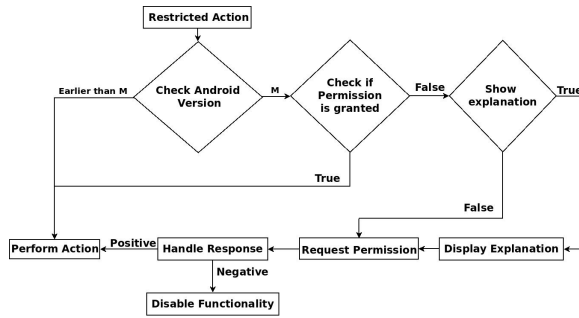 Restricted Action
Check Android
Version
Earlier than M
M
Check if
Permission
is granted
False
Show
explanation
True
True
False
Perform Action
Positive
Handle Response
Request Permission
Display Explanation
Negative
Disable Functionality